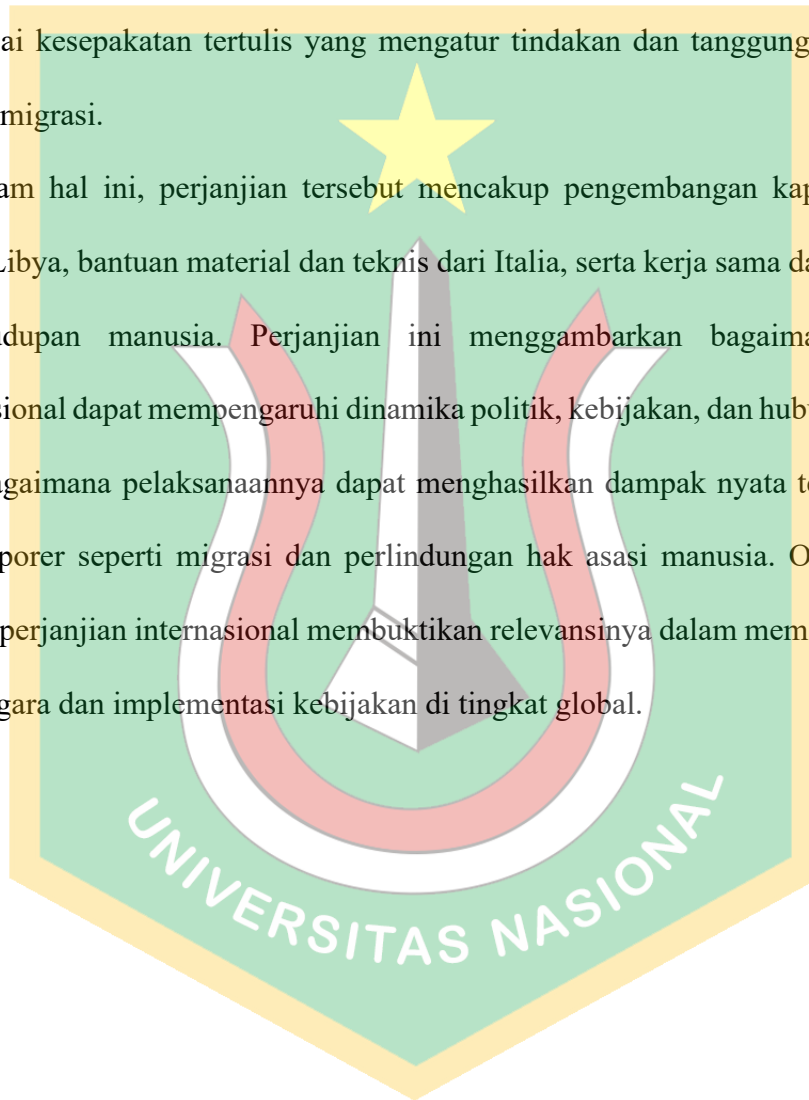 ai kesepakatan tertulis yang mengatur tindakan dan tanggung
migrasi.
am hal ini, perjanjian tersebut mencakup pengembangan kap
Libya, bantuan material dan teknis dari Italia, serta kerja sama da
dupan manusia. Perjanjian ini menggambarkan bagaima
sional dapat mempengaruhi dinamika politik, kebijakan, dan hubu
agaimana pelaksanaannya dapat menghasilkan dampak nyata te
porer seperti migrasi dan perlindungan hak asasi manusia. O
perjanjian internasional membuktikan relevansinya dalam mem
gara dan implementasi kebijakan di tingkat global.
UNIVERSITAS NASIONAL